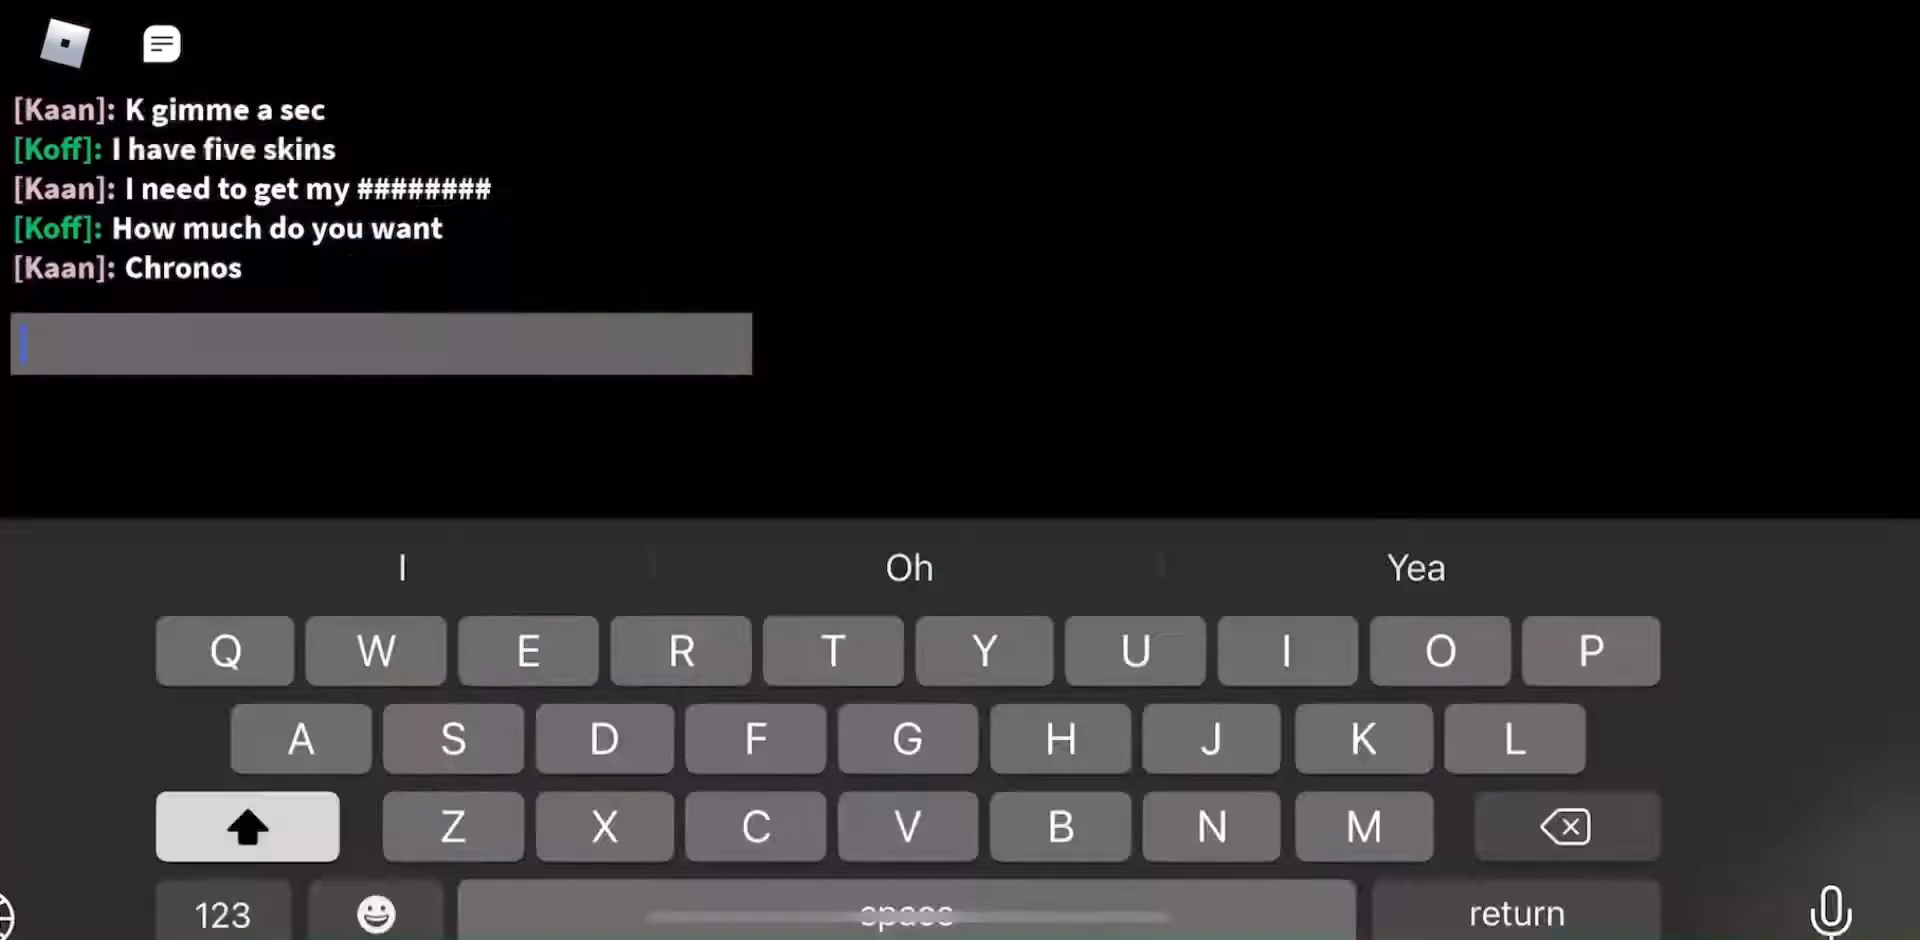 [Kaan]: K gimme a sec
[Koff]: I have five skins
[Kaan]: I need to get my ########
[Koff]: How much do you want
[Kaan]: Chronos
I Oh Yea
Q W E R T Y U I O P
A S D F G H J K L
Z X C V B N M
123 space return